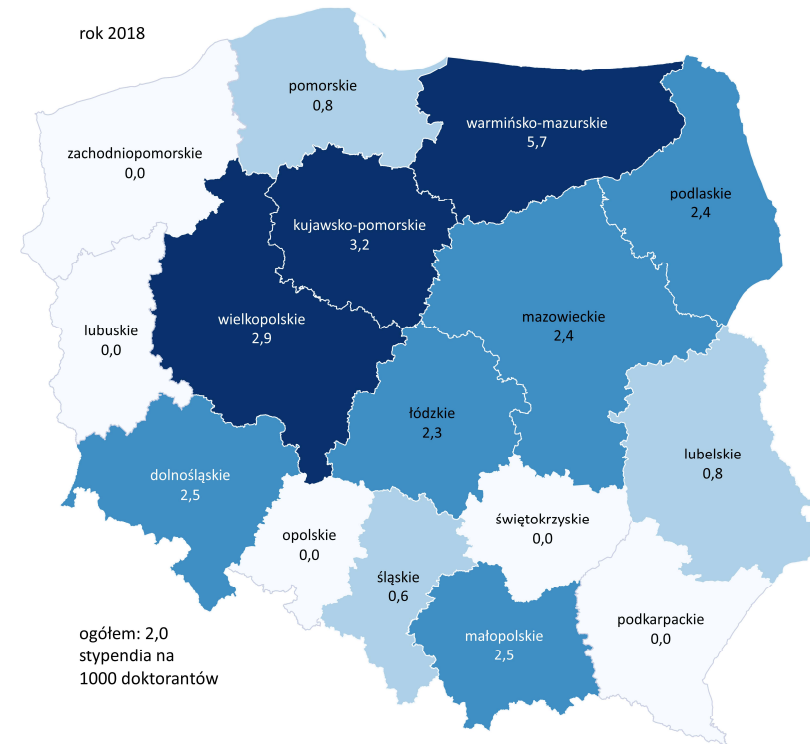 rok 2018
pomorskie
0,8
warmińsko-mazurskie
5,7
zachodniopomorskie
0,0
podlaskie
2,4
kujawsko-pomorskie
3,2
wielkopolskie
2,9
mazowieckie
2,4
lubuskie
0,0
łódzkie
2,3
lubelskie
0,8
dolnośląskie
2,5
świętokrzyskie
0,0
opolskie
0,0
śląskie
0,6
podkarpackie
0,0
małopolskie
2,5
ogółem: 2,0
stypendia na
1000 doktorantów